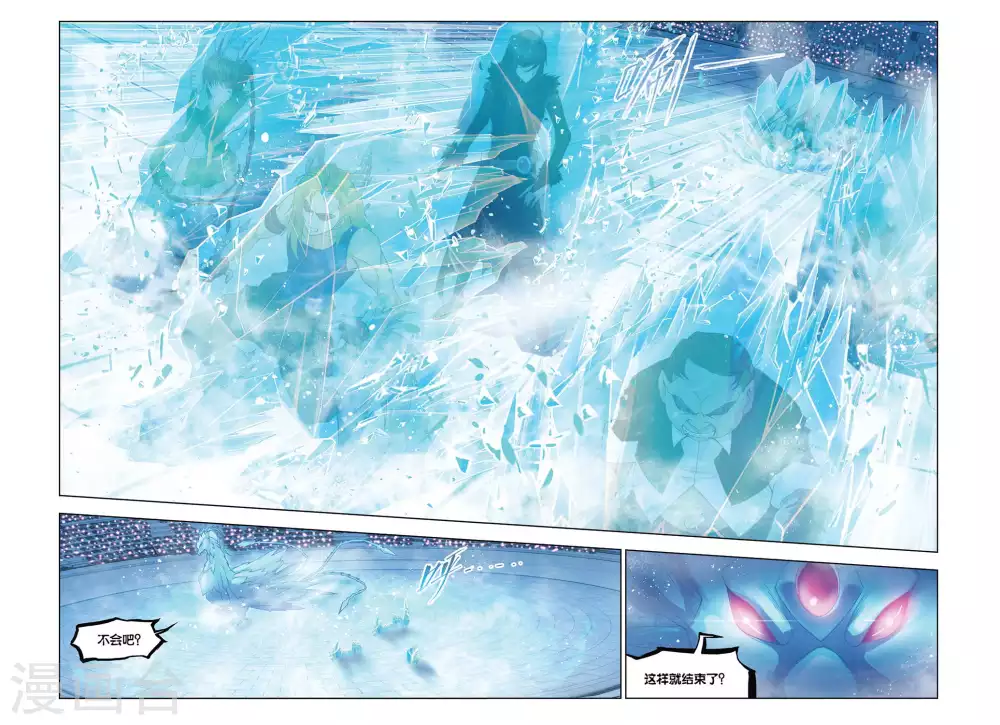 唰——
呼……
不会吧？
这样就结束了？
漫画台